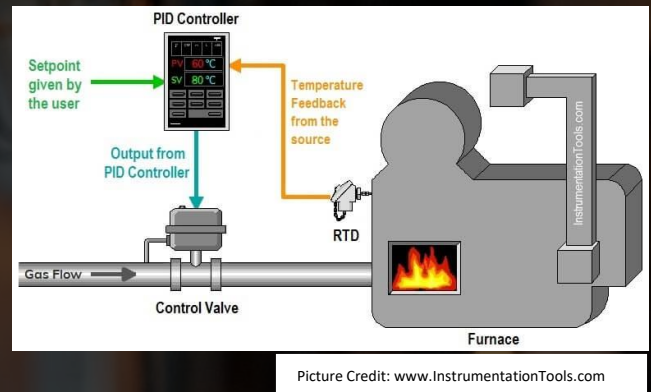 PID Controller
Setpoint
given by
the user
PV 60 °C
SV 80 °C
Temperature
Feedback
from the
source
Output from
PID Controller
RTD
InstrumentationTools.com
Gas Flow
Control Valve
Furnace
Picture Credit: www.InstrumentationTools.com